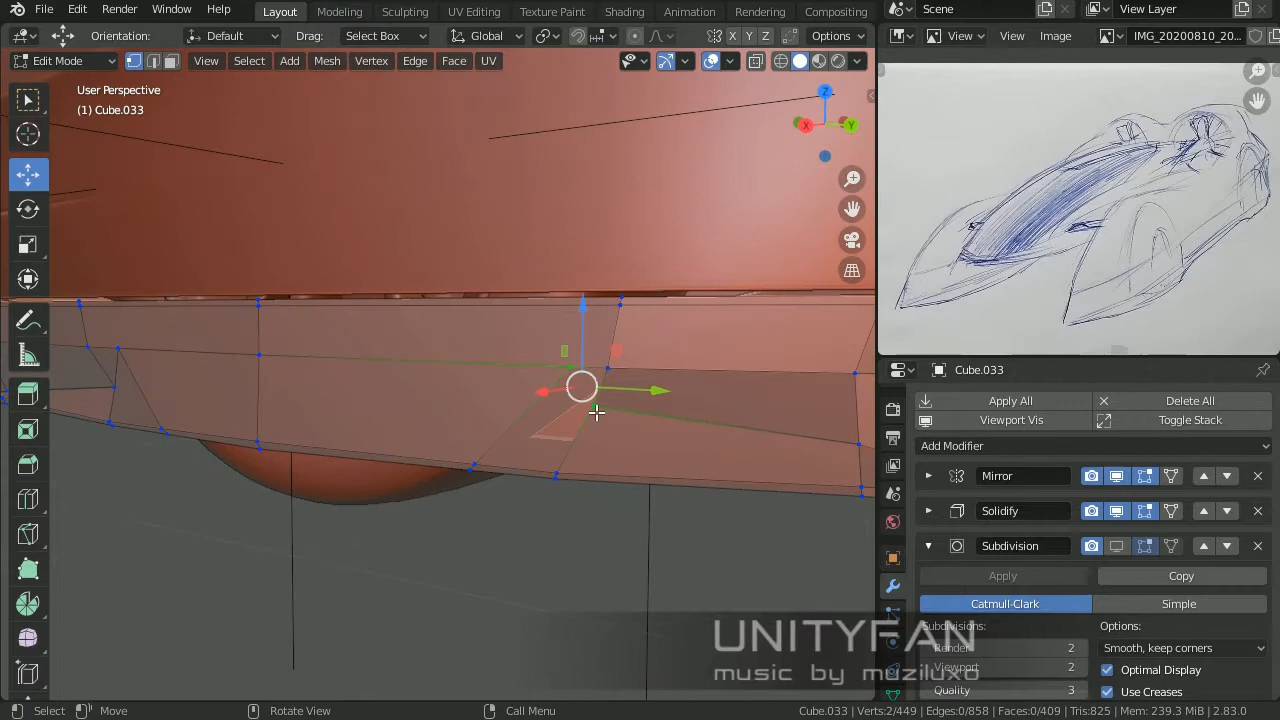 File Edit Render Window Help Layout Modeling Sculpting UV Editing Texture Paint Shading Animation Rendering Compositing Scene View Layer
Orientation: Default Drag: Select Box Global X Y Z Options View View Image IMG_20200810_20...
Edit Mode View Select Add Mesh Vertex Edge Face UV
User Perspective
(1) Cube.033
Z
X Y
Cube.033
Apply All Delete All
Viewport Vis Toggle Stack
Add Modifier
Mirror
Solidify
Subdivision
Apply Copy
Catmull-Clark Simple
Subdivisions: Options:
Render 2 Smooth, keep corners
Viewport 2 Optimal Display
Quality 3 Use Creases
UNITYFAN
music by muziluxo
Select Move Rotate View Call Menu Cube.033 | Verts:2/449 | Edges:0/858 | Faces:0/409 | Tris:825 | Mem: 239.3 MiB | 2.83.0